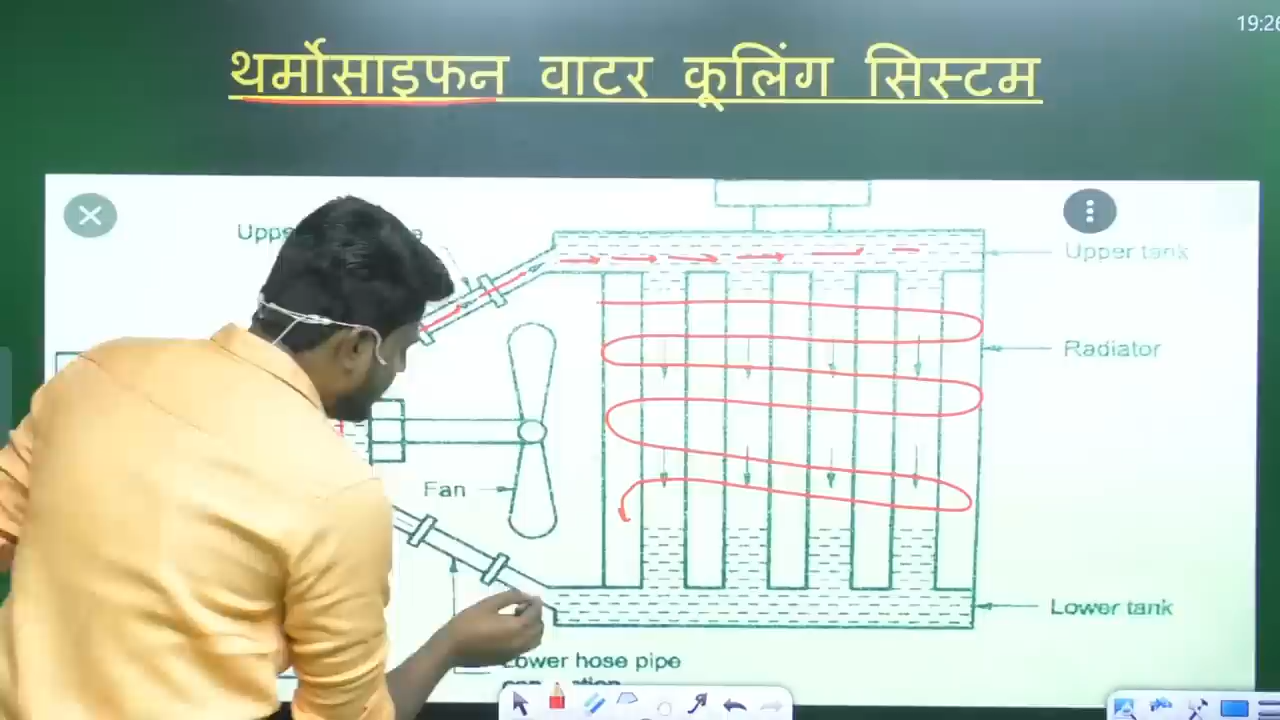 19:26
थर्मोसाइफन वाटर कूलिंग सिस्टम
Upper tank
Radiator
Fan
Lower tank
Lower hose pipe